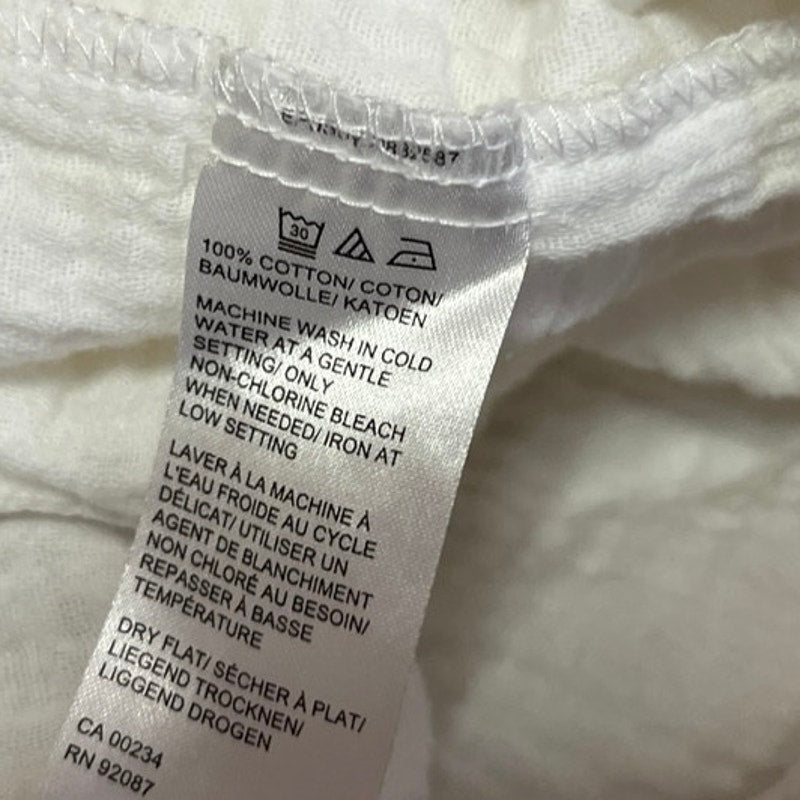 30
100% COTTON/ COTON/
BAUMWOLLE/ KATOEN
MACHINE WASH IN COLD
WATER AT A GENTLE
SETTING/ ONLY
NON-CHLORINE BLEACH
WHEN NEEDED/ IRON AT
LOW SETTING
LAVER À LA MACHINE À
L'EAU FROIDE AU CYCLE
DÉLICAT/ UTILISER UN
AGENT DE BLANCHIMENT
NON CHLORÉ AU BESOIN/
REPASSER À BASSE
TEMPÉRATURE
DRY FLAT/ SÉCHER À PLAT/
LIEGEND TROCKNEN/
LIGGEND DROGEN
CA 00234
RN 92087